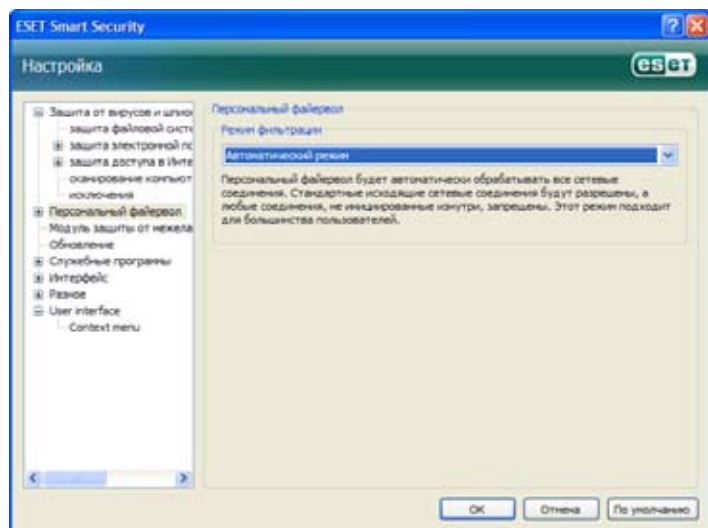 ESET Smart Security
Настройка
eset
Защита от вирусов и шпион
защита файловой систе
защита электронной по
защита доступа в Инте
сканирование компьют
исключения
Персональный файервол
Модуль защиты от нежела
Обновление
Служебные программы
Интерфейс
Разное
User interface
Context menu
Персональный файервол
Режим фильтрации
Автоматический режим
Персональный файервол будет автоматически обрабатывать все сетевые
соединения. Стандартные исходящие сетевые соединения будут разрешены, а
любые соединения, не инициированные изнутри, запрещены. Этот режим подходит
для большинства пользователей.
OK
Отмена
По умолчанию